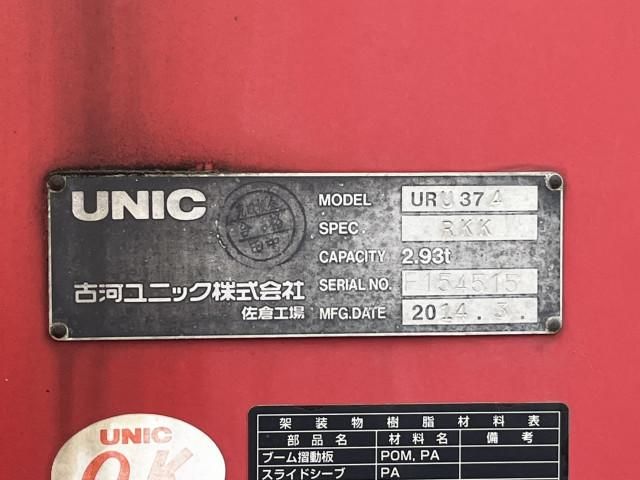 UNIC
MODEL URU374
SPEC. RKK
CAPACITY 2.93t
古河ユニック株式会社
SERIAL NO. F154515
佐倉工場
MFG.DATE 2014.3.
UNIC
OK
架装物樹脂材料表
部品名 材料名 備考
ブーム摺動板 POM, PA
スライドシーブ PA